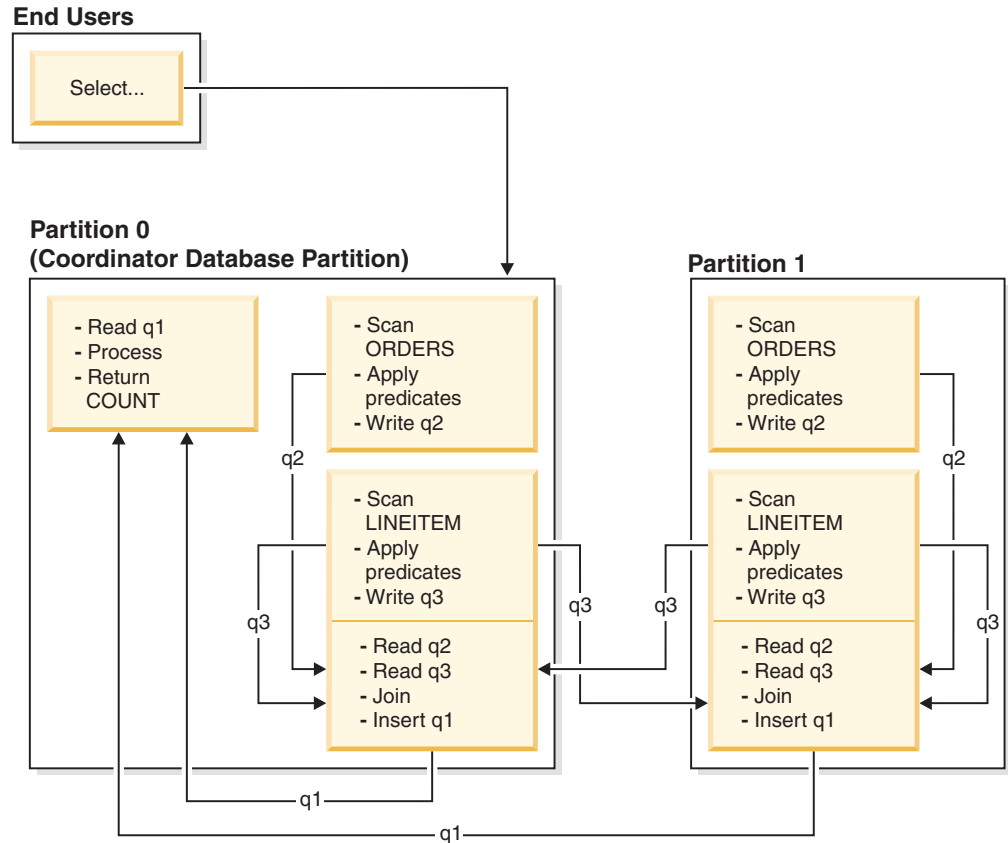 End Users
Select...
Partition 0
(Coordinator Database Partition)
- Read q1
- Process
- Return
COUNT
- Scan
ORDERS
- Apply
predicates
- Write q2
q2
- Scan
LINEITEM
- Apply
predicates
- Write q3
q3
q3
- Read q2
- Read q3
- Join
- Insert q1
q1
Partition 1
- Scan
ORDERS
- Apply
predicates
- Write q2
q2
- Scan
LINEITEM
- Apply
predicates
- Write q3
q3
q3
- Read q2
- Read q3
- Join
- Insert q1
q1